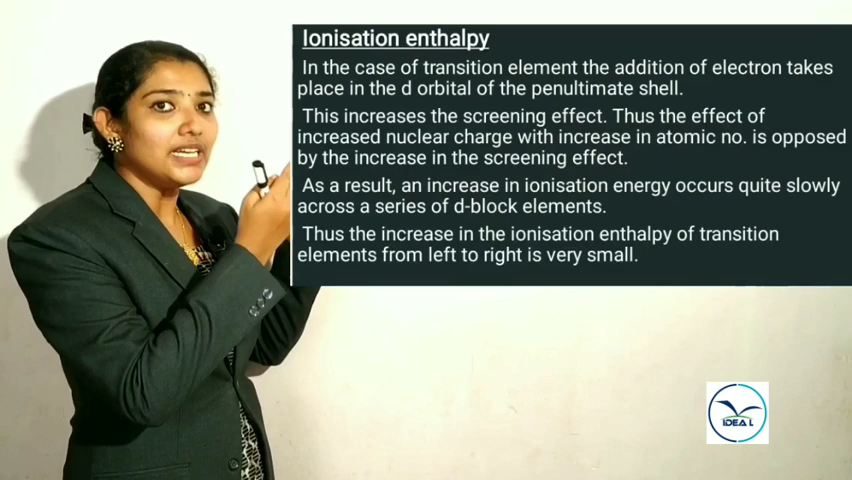 Ionisation enthalpy
In the case of transition element the addition of electron takes
place in the d orbital of the penultimate shell.
This increases the screening effect. Thus the effect of
increased nuclear charge with increase in atomic no. is opposed
by the increase in the screening effect.
As a result, an increase in ionisation energy occurs quite slowly
across a series of d-block elements.
Thus the increase in the ionisation enthalpy of transition
elements from left to right is very small.
IDEAL